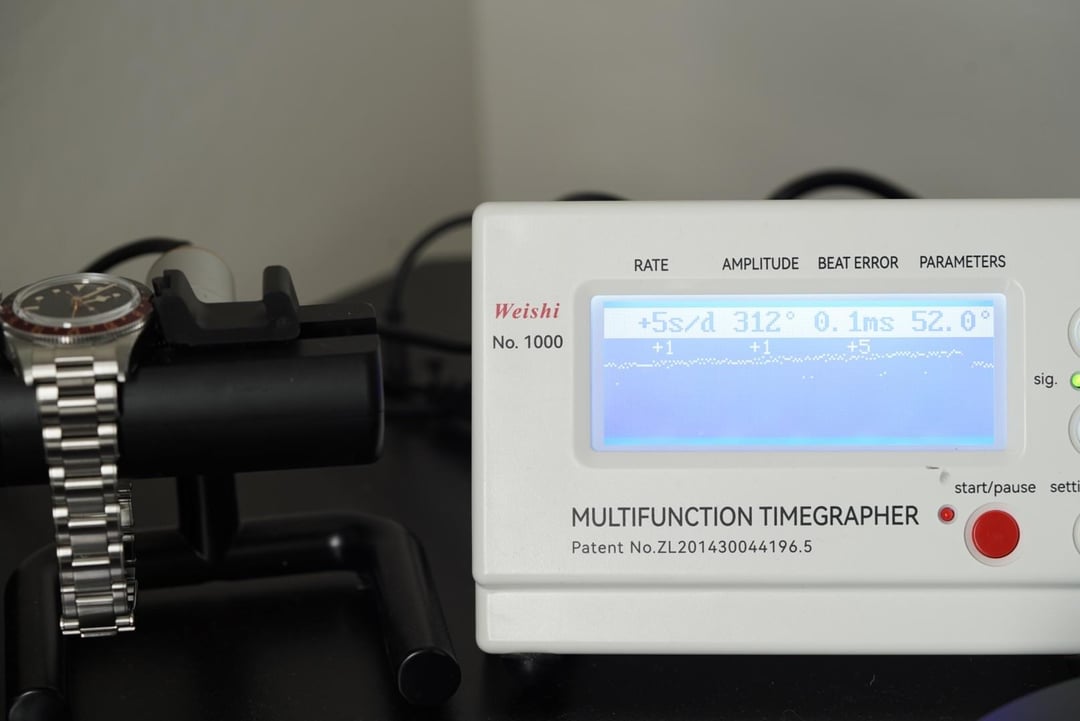 RATE AMPLITUDE BEAT ERROR PARAMETERS
Weishi
No. 1000
+5s/d 312° 0.1ms 52.0°
+1 +1 +5
sig.
start/pause setti
MULTIFUNCTION TIMEGRAPHER
Patent No.ZL201430044196.5